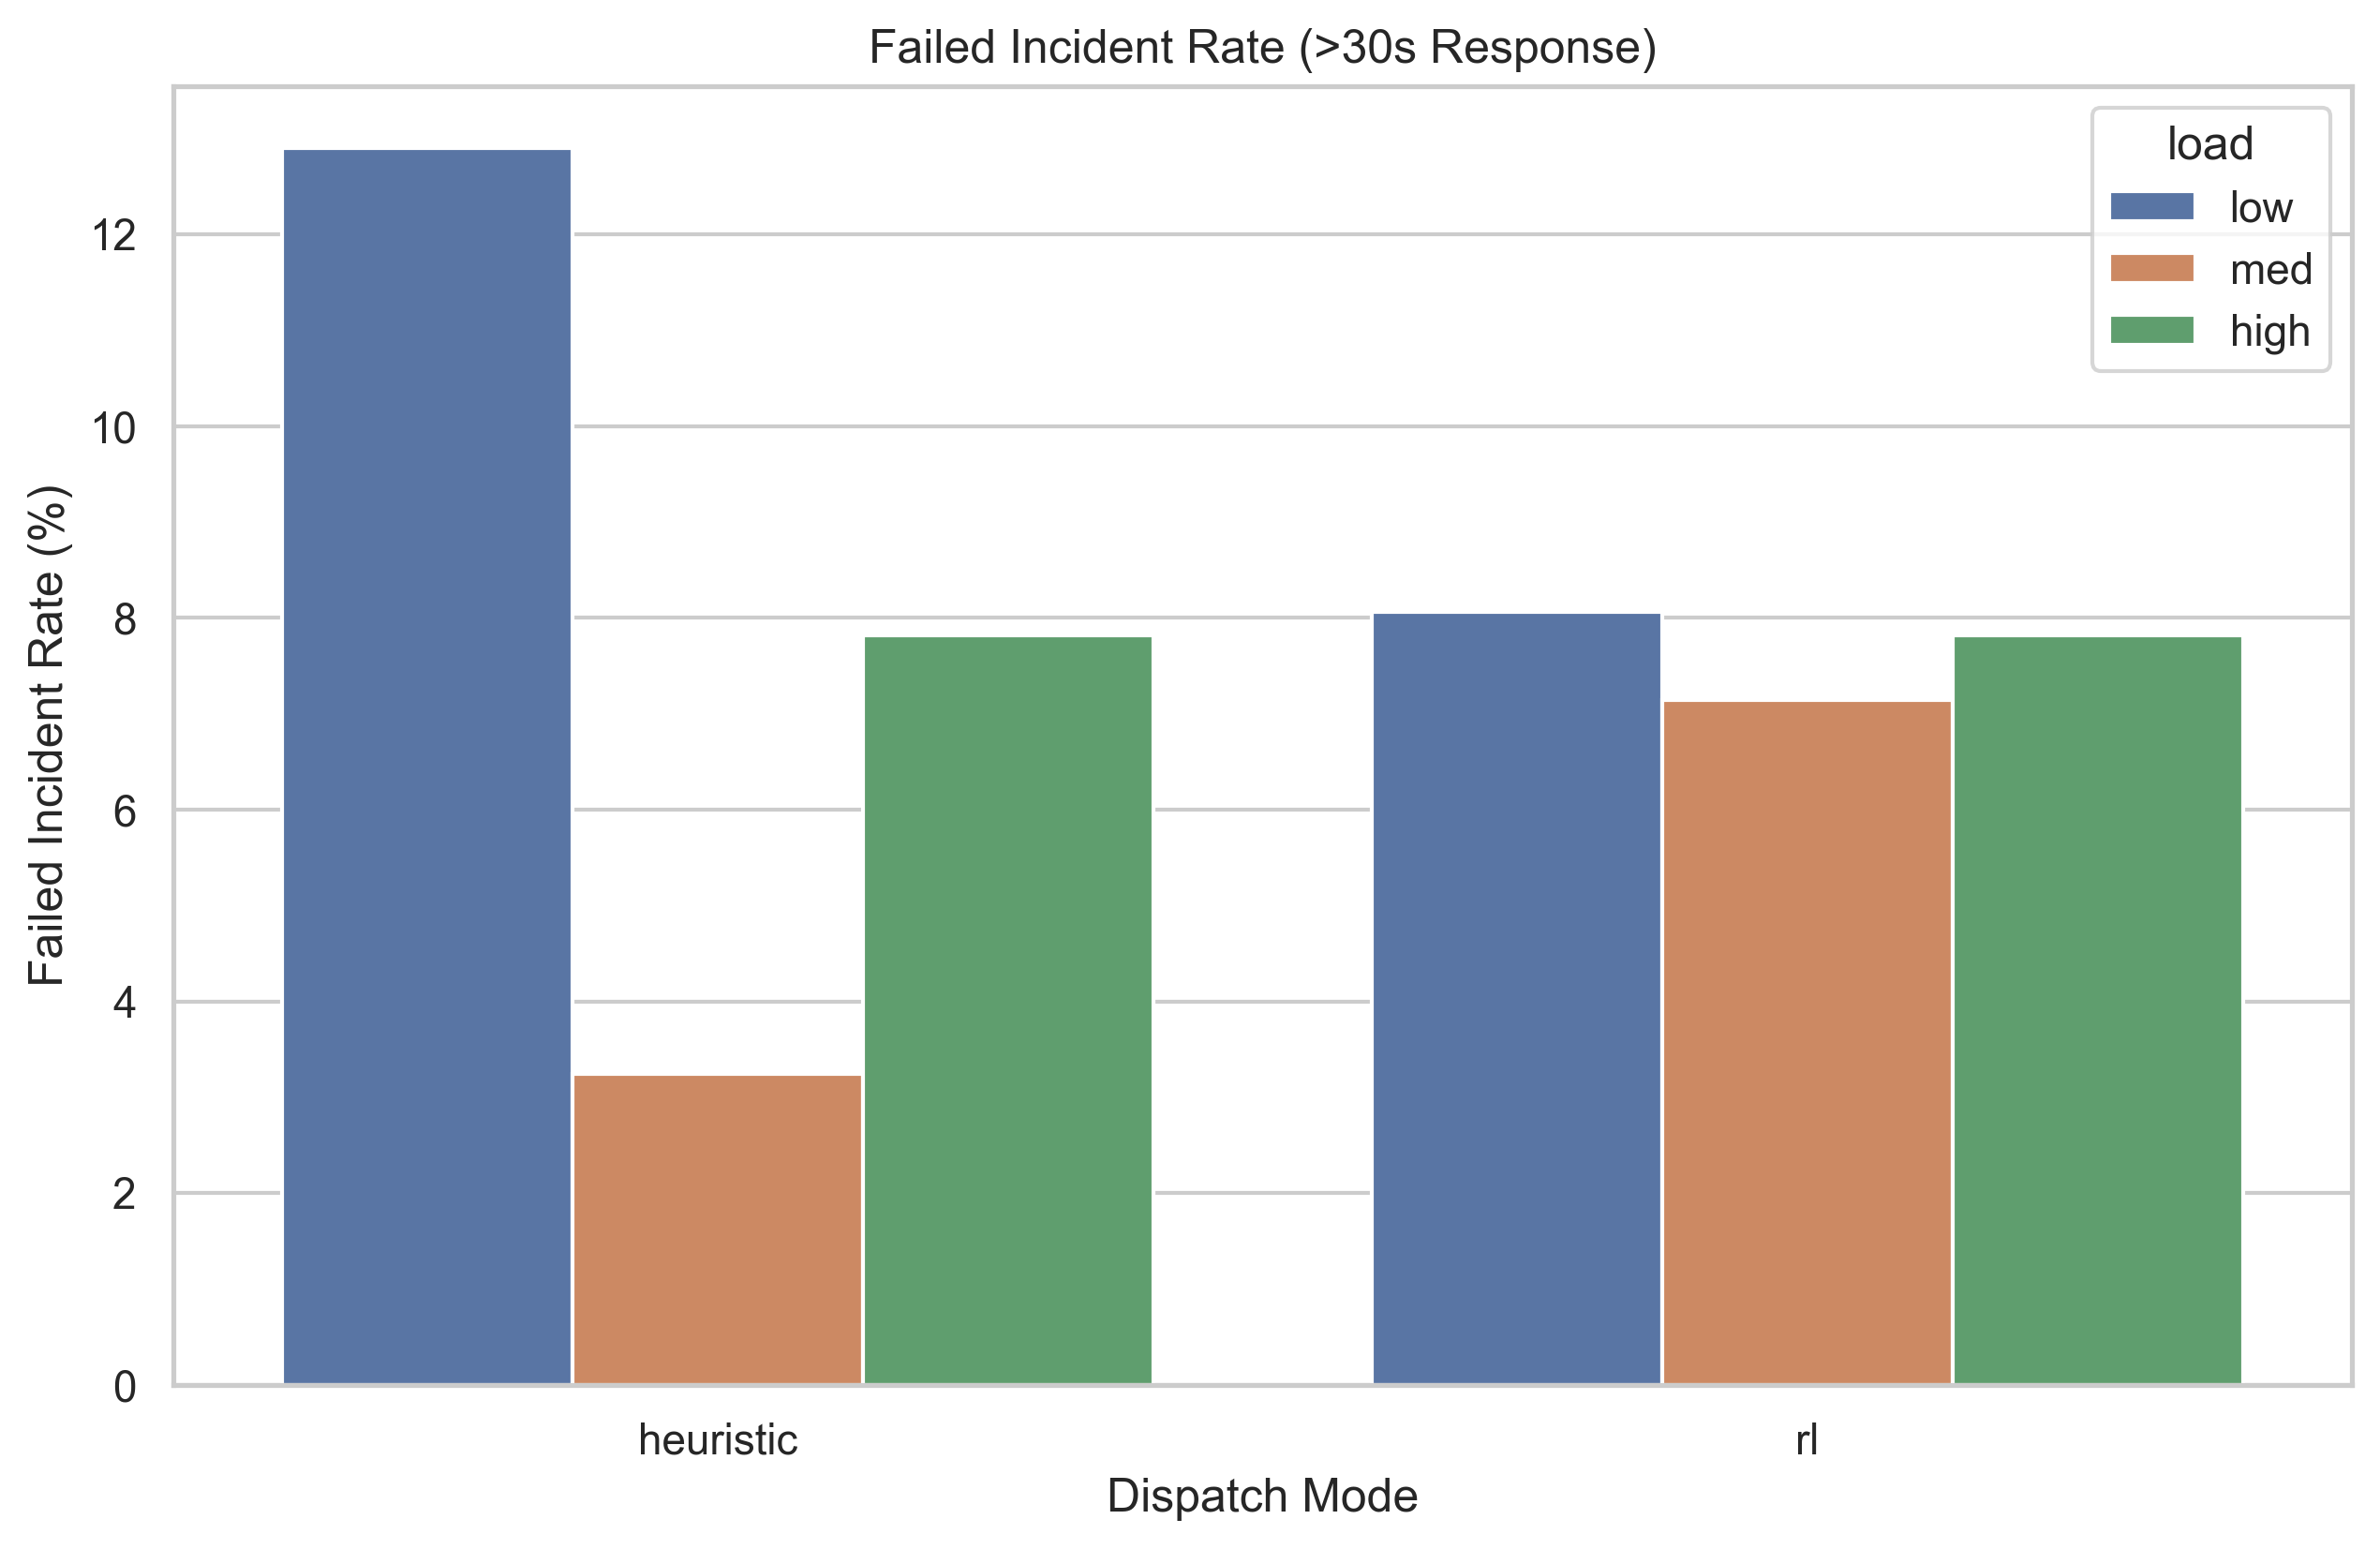 Failed Incident Rate (>30s Response)
load
low
med
high
Failed Incident Rate (%)
12
10
8
6
4
2
0
heuristic
rl
Dispatch Mode